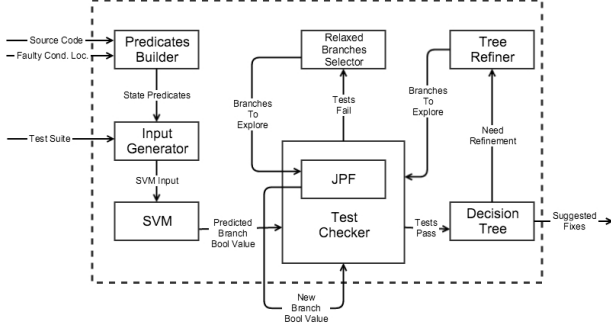 Source Code
Faulty Cond. Loc.
Predicates
Builder
Relaxed
Branches
Selector
Tree
Refiner
State Predicates
Branches
To
Explore
Tests
Fail
Branches
To
Explore
Need
Refinement
Test Suite
Input
Generator
SVM Input
JPF
SVM
Predicted
Branch
Bool Value
Test
Checker
Tests
Pass
Decision
Tree
Suggested
Fixes
New
Branch
Bool Value